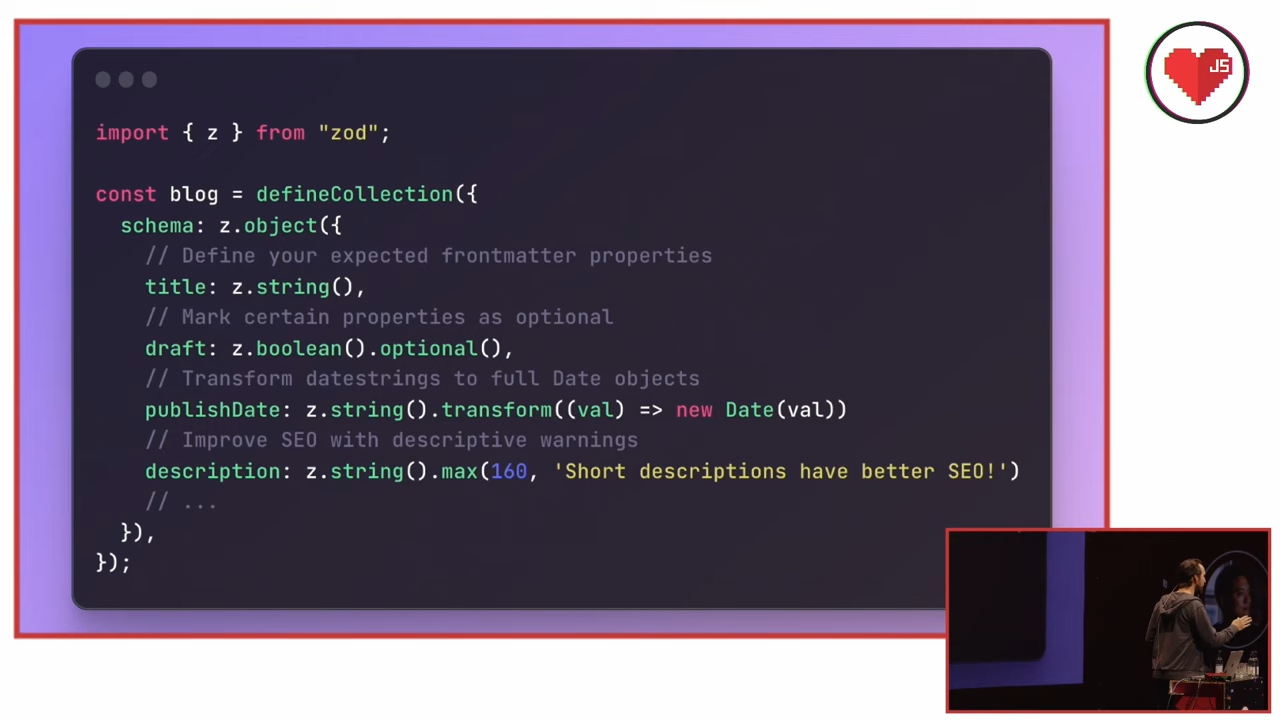 JS
import { z } from "zod";
const blog = defineCollection({
schema: z.object({
// Define your expected frontmatter properties
title: z.string(),
// Mark certain properties as optional
draft: z.boolean().optional(),
// Transform datestrings to full Date objects
publishDate: z.string().transform((val) => new Date(val))
// Improve SEO with descriptive warnings
description: z.string().max(160, 'Short descriptions have better SEO!')
// ...
}),
});